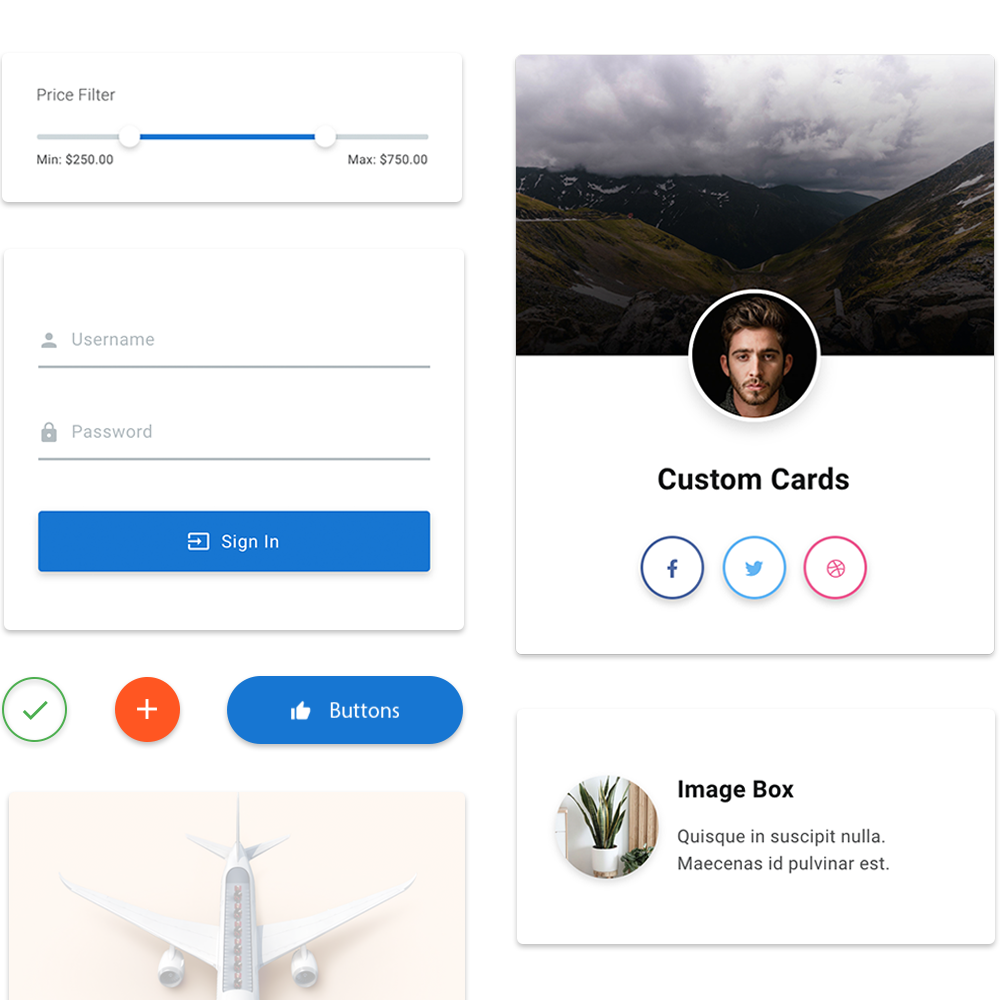 Price Filter
Min: $250.00
Max: $750.00
Username
Password
Sign In
Buttons
Custom Cards
Image Box
Quisque in suscipit nulla.
Maecenas id pulvinar est.